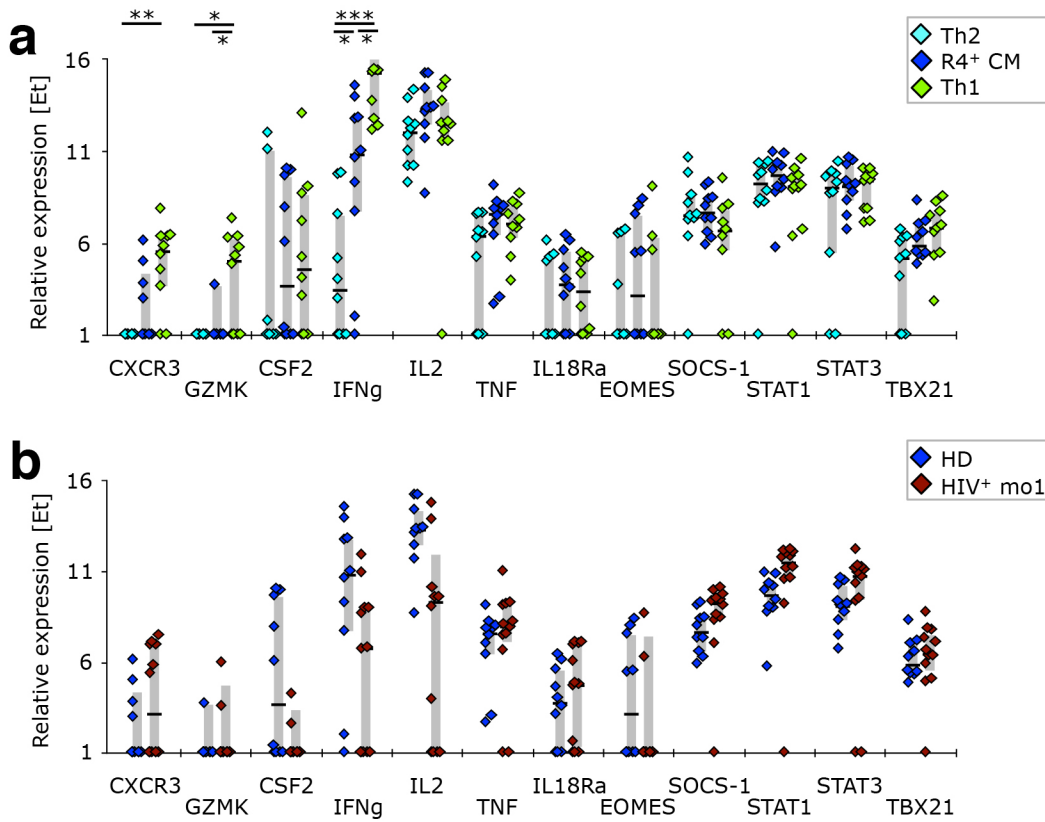 a
** * ***
* * *
Th2
R4⁺ CM
Th1
Relative expression [Et]
16
11
6
1
CXCR3 CSF2 IL2 IL18Ra SOCS-1 STAT3
GZMK IFNg TNF EOMES STAT1 TBX21
b
HD
HIV⁺ mo1
Relative expression [Et]
16
11
6
1
CXCR3 CSF2 IL2 IL18Ra SOCS-1 STAT3
GZMK IFNg TNF EOMES STAT1 TBX21